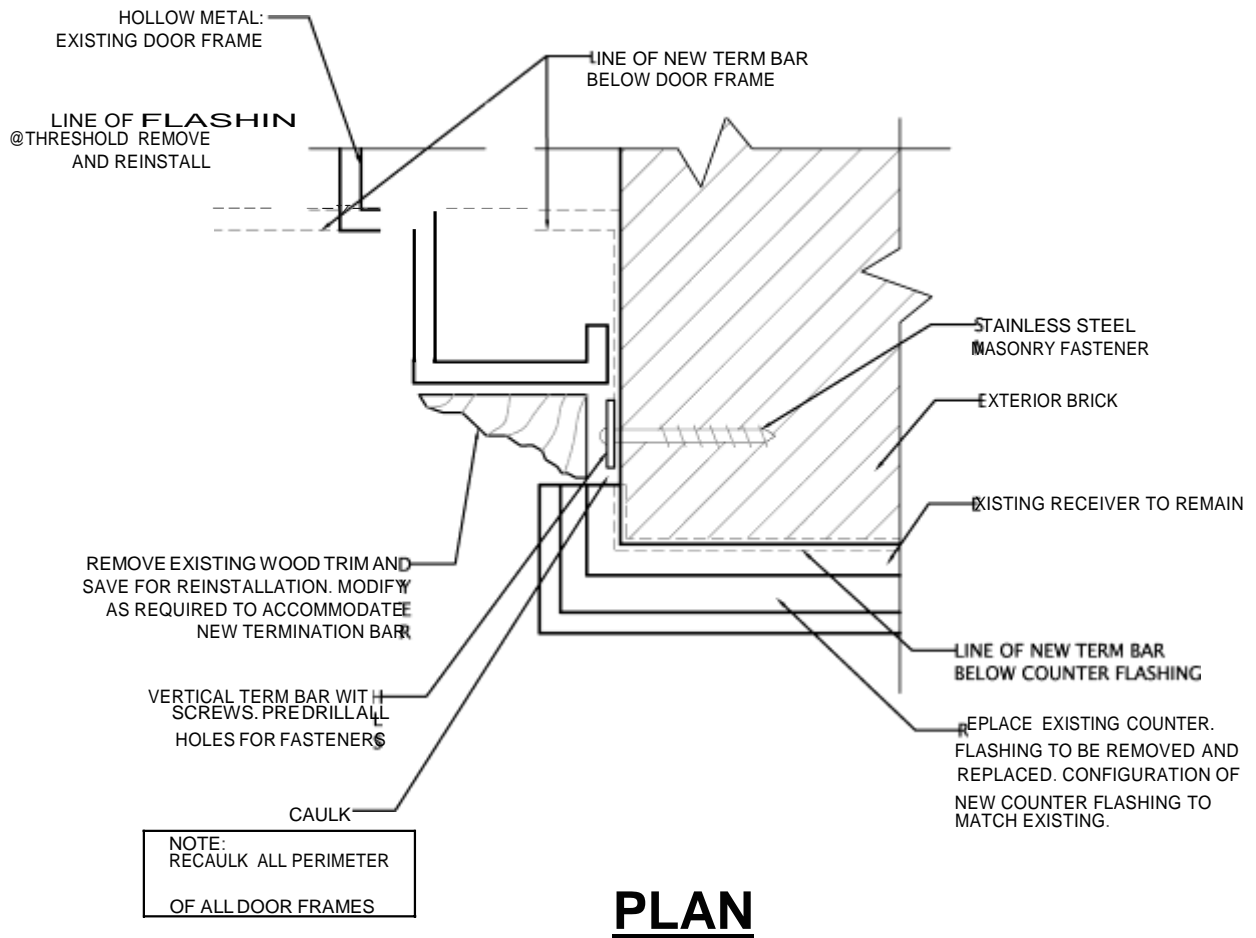 HOLLOW METAL:
EXISTING DOOR FRAME
LINE OF NEW TERM BAR
BELOW DOOR FRAME
LINE OF FLASHIN
@THRESHOLD REMOVE
AND REINSTALL
STAINLESS STEEL
MASONRY FASTENER
EXTERIOR BRICK
EXISTING RECEIVER TO REMAIN
REMOVE EXISTING WOOD TRIM AND
SAVE FOR REINSTALLATION. MODIFY
AS REQUIRED TO ACCOMMODATE
NEW TERMINATION BAR
LINE OF NEW TERM BAR
BELOW COUNTER FLASHING
VERTICAL TERM BAR WITH
SCREWS. PREDRILL ALL
HOLES FOR FASTENERS
REPLACE EXISTING COUNTER.
FLASHING TO BE REMOVED AND
REPLACED. CONFIGURATION OF
NEW COUNTER FLASHING TO
MATCH EXISTING.
CAULK
NOTE:
RECAULK ALL PERIMETER
OF ALL DOOR FRAMES
PLAN